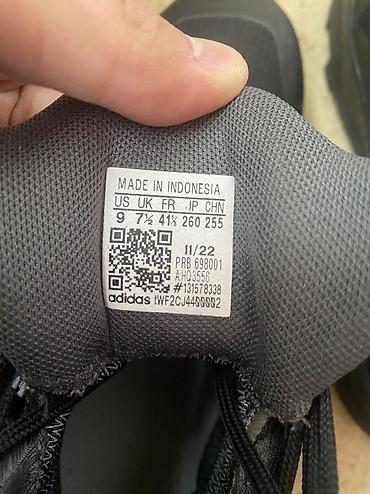 MADE IN INDONESIA
US UK FR JP CHN
9 7½ 41⅓ 260 255
11/22
PRB 698001
#131578338
adidas